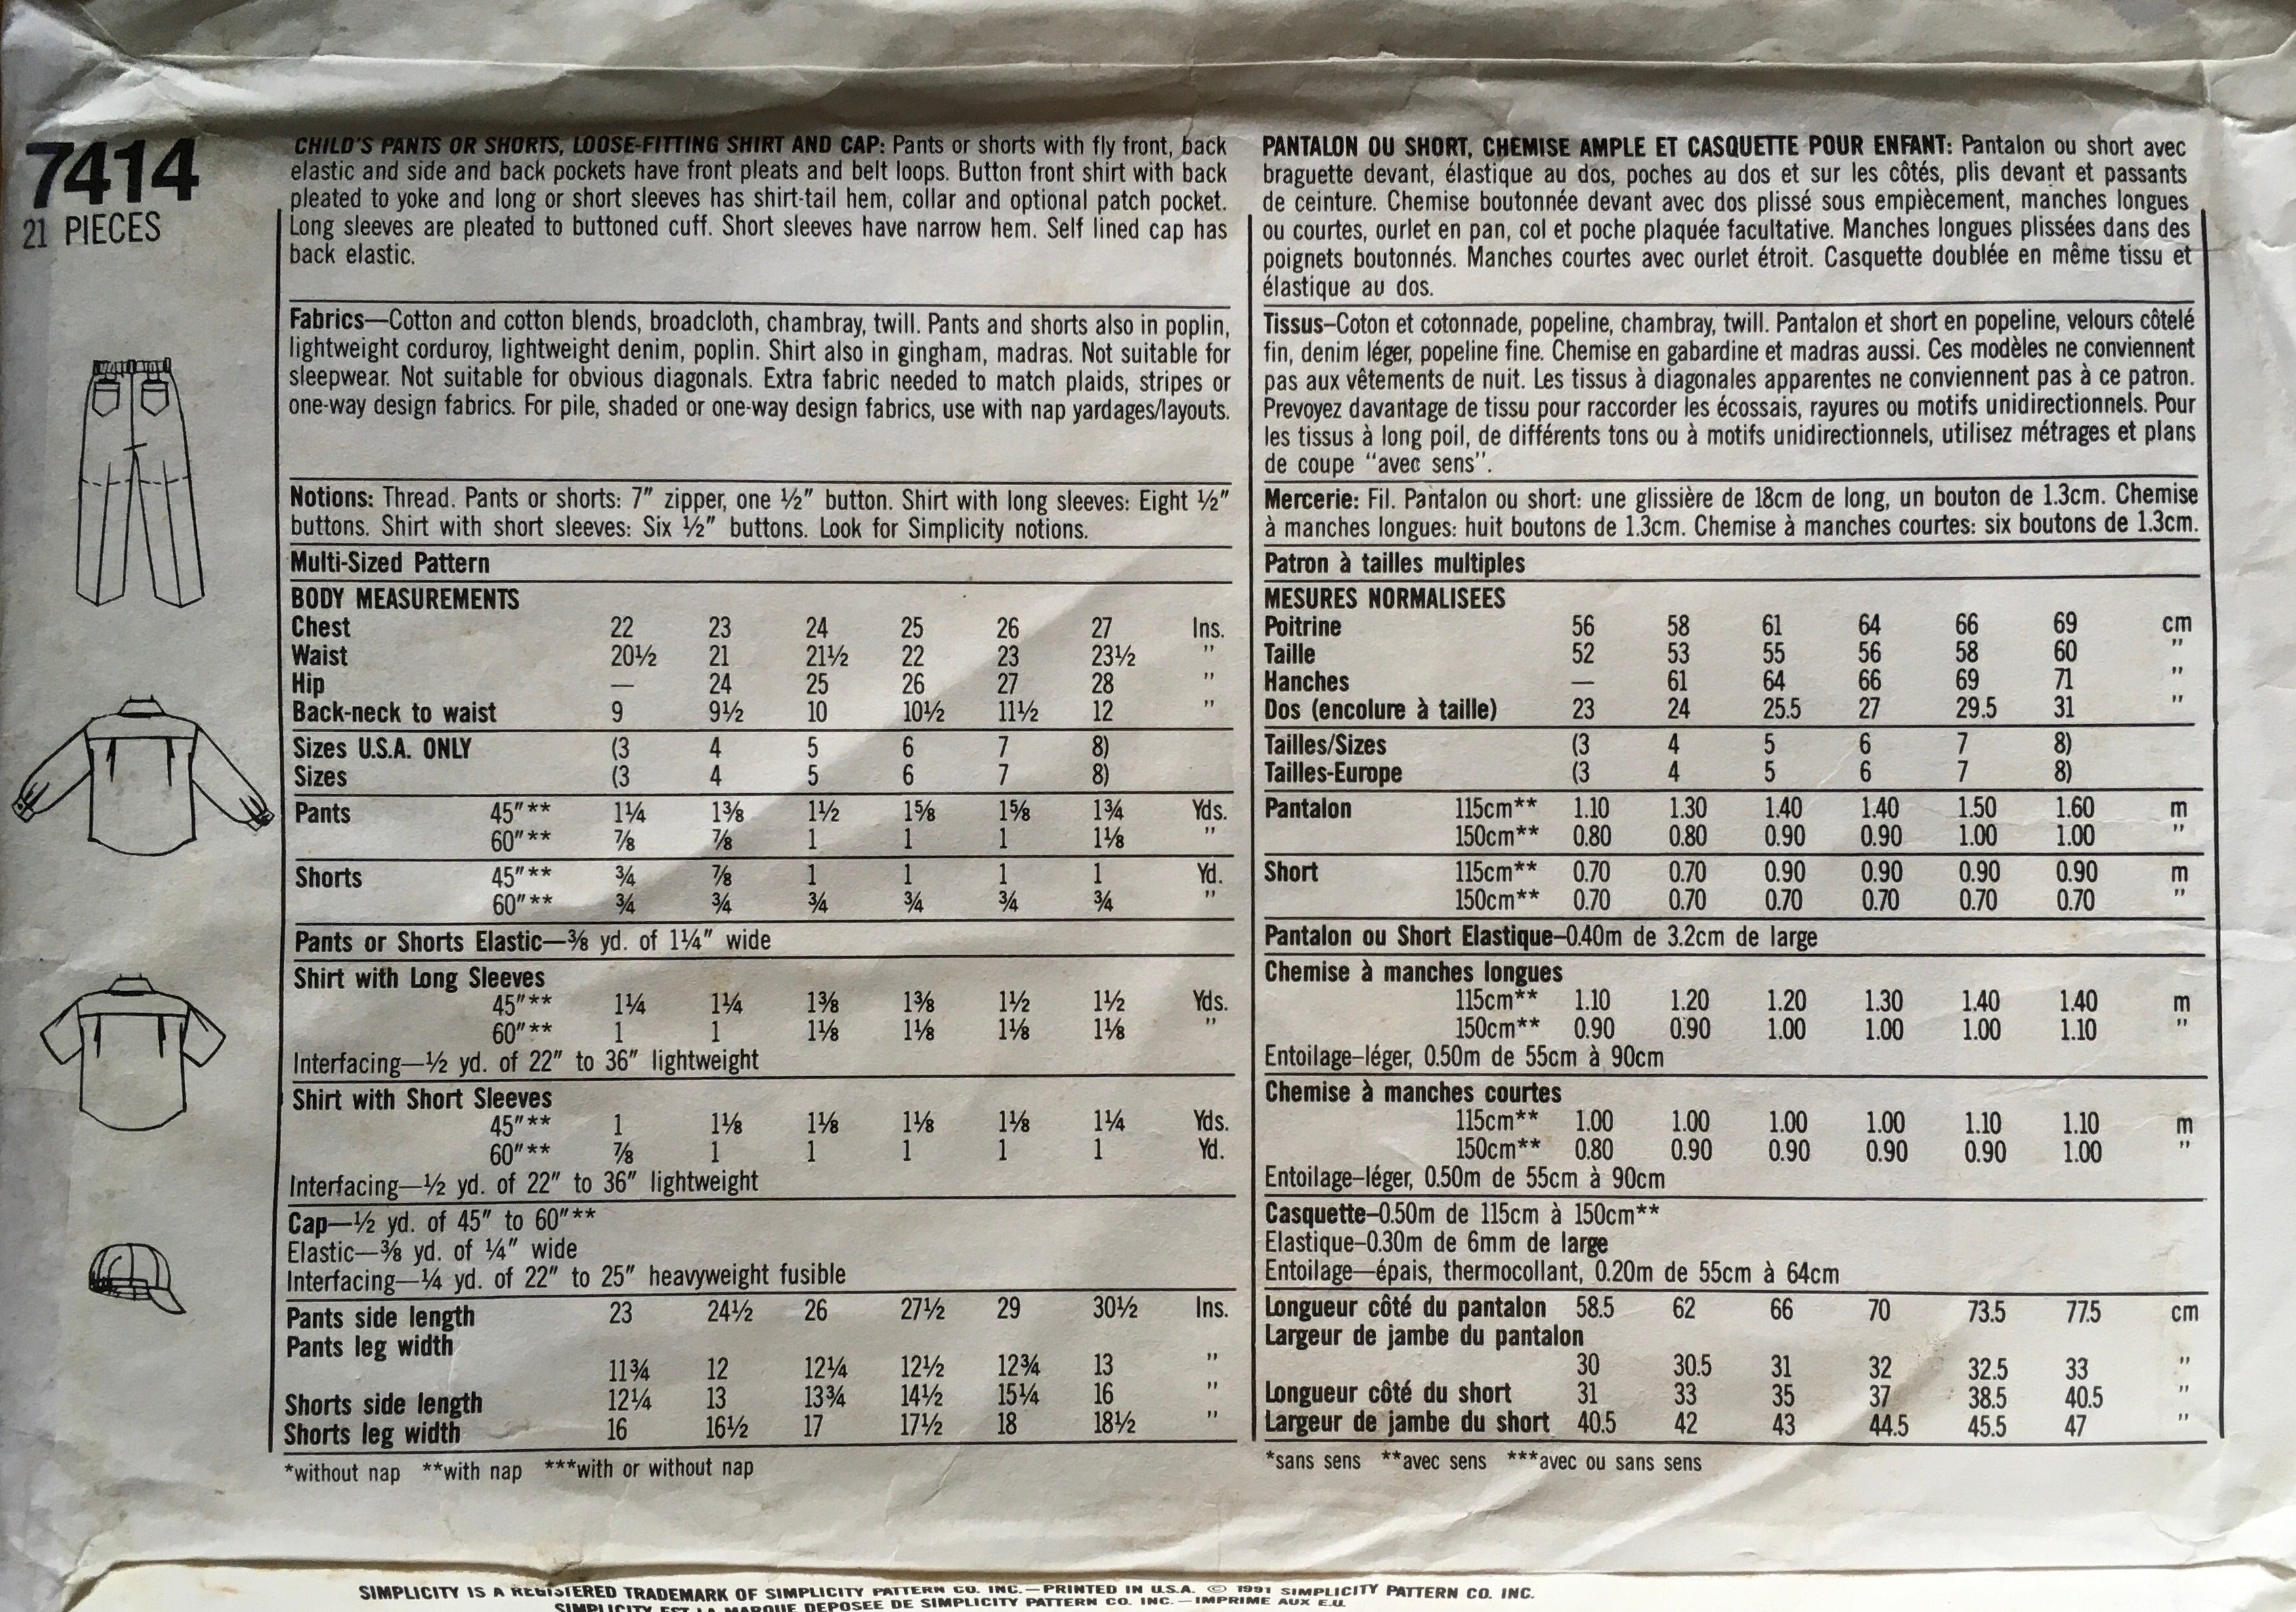 7414
21 PIECES
CHILD'S PANTS OR SHORTS, LOOSE-FITTING SHIRT AND CAP: Pants or shorts with fly front, back
elastic and side and back pockets have front pleats and belt loops. Button front shirt with back
pleated to yoke and long or short sleeves has shirt-tail hem, collar and optional patch pocket.
Long sleeves are pleated to buttoned cuff. Short sleeves have narrow hem. Self lined cap has
back elastic.
Fabrics—Cotton and cotton blends, broadcloth, chambray, twill. Pants and shorts also in poplin,
lightweight corduroy, lightweight denim, poplin. Shirt also in gingham, madras. Not suitable for
sleepwear. Not suitable for obvious diagonals. Extra fabric needed to match plaids, stripes or
one-way design fabrics. For pile, shaded or one-way design fabrics, use with nap yardages/layouts.
Notions: Thread. Pants or shorts: 7″ zipper, one ½″ button. Shirt with long sleeves: Eight ½″
buttons. Shirt with short sleeves: Six ½″ buttons. Look for Simplicity notions.
Multi-Sized Pattern
BODY MEASUREMENTS
Chest 22 23 24 25 26 27 Ins.
Waist 20½ 21 21½ 22 23 23½ ″
Hip — 24 25 26 27 28 ″
Back-neck to waist 9 9½ 10 10½ 11½ 12 ″
Sizes U.S.A. ONLY (3 4 5 6 7 8)
Sizes (3 4 5 6 7 8)
Pants 45″** 1¼ 1⅜ 1½ 1⅝ 1⅝ 1¾ Yds.
60″** ⅞ ⅞ 1 1 1 1⅛ ″
Shorts 45″** ¾ ⅞ 1 1 1 1 Yd.
60″** ¾ ¾ ¾ ¾ ¾ ¾ ″
Pants or Shorts Elastic—⅜ yd. of 1¼″ wide
Shirt with Long Sleeves
45″** 1¼ 1¼ 1⅜ 1⅜ 1½ 1½ Yds.
60″** 1 1 1⅛ 1⅛ 1⅛ 1⅛ ″
Interfacing—½ yd. of 22″ to 36″ lightweight
Shirt with Short Sleeves
45″** 1 1⅛ 1⅛ 1⅛ 1⅛ 1¼ Yds.
60″** ⅞ 1 1 1 1 1 Yd.
Interfacing—½ yd. of 22″ to 36″ lightweight
Cap—½ yd. of 45″ to 60″**
Elastic—⅜ yd. of ¼″ wide
Interfacing—¼ yd. of 22″ to 25″ heavyweight fusible
Pants side length 23 24½ 26 27½ 29 30½ Ins.
Pants leg width
11¾ 12 12¼ 12½ 12¾ 13 ″
Shorts side length 12¼ 13 13¾ 14½ 15¼ 16 ″
Shorts leg width 16 16½ 17 17½ 18 18½ ″
*without nap **with nap ***with or without nap
PANTALON OU SHORT, CHEMISE AMPLE ET CASQUETTE POUR ENFANT: Pantalon ou short avec
braguette devant, élastique au dos, poches au dos et sur les côtés, plis devant et passants
de ceinture. Chemise boutonnée devant avec dos plissé sous empiècement, manches longues
ou courtes, ourlet en pan, col et poche plaquée facultative. Manches longues plissées dans des
poignets boutonnés. Manches courtes avec ourlet étroit. Casquette doublée en même tissu et
élastique au dos.
Tissus–Coton et cotonnade, popeline, chambray, twill. Pantalon et short en popeline, velours côtelé
fin, denim léger, popeline fine. Chemise en gabardine et madras aussi. Ces modèles ne conviennent
pas aux vêtements de nuit. Les tissus à diagonales apparentes ne conviennent pas à ce patron.
Prevoyez davantage de tissu pour raccorder les écossais, rayures ou motifs unidirectionnels. Pour
les tissus à long poil, de différents tons ou à motifs unidirectionnels, utilisez métrages et plans
de coupe "avec sens".
Mercerie: Fil. Pantalon ou short: une glissière de 18cm de long, un bouton de 1.3cm. Chemise
à manches longues: huit boutons de 1.3cm. Chemise à manches courtes: six boutons de 1.3cm.
Patron à tailles multiples
MESURES NORMALISEES
Poitrine 56 58 61 64 66 69 cm
Taille 52 53 55 56 58 60 ″
Hanches — 61 64 66 69 71 ″
Dos (encolure à taille) 23 24 25.5 27 29.5 31 ″
Tailles/Sizes (3 4 5 6 7 8)
Tailles-Europe (3 4 5 6 7 8)
Pantalon 115cm** 1.10 1.30 1.40 1.40 1.50 1.60 m
150cm** 0.80 0.80 0.90 0.90 1.00 1.00 ″
Short 115cm** 0.70 0.70 0.90 0.90 0.90 0.90 m
150cm** 0.70 0.70 0.70 0.70 0.70 0.70 ″
Pantalon ou Short Elastique–0.40m de 3.2cm de large
Chemise à manches longues
115cm** 1.10 1.20 1.20 1.30 1.40 1.40 m
150cm** 0.90 0.90 1.00 1.00 1.00 1.10 ″
Entoilage–léger, 0.50m de 55cm à 90cm
Chemise à manches courtes
115cm** 1.00 1.00 1.00 1.00 1.10 1.10 m
150cm** 0.80 0.90 0.90 0.90 0.90 1.00 ″
Entoilage–léger, 0.50m de 55cm à 90cm
Casquette–0.50m de 115cm à 150cm**
Elastique–0.30m de 6mm de large
Entoilage—épais, thermocollant, 0.20m de 55cm à 64cm
Longueur côté du pantalon 58.5 62 66 70 73.5 77.5 cm
Largeur de jambe du pantalon
30 30.5 31 32 32.5 33 ″
Longueur côté du short 31 33 35 37 38.5 40.5 ″
Largeur de jambe du short 40.5 42 43 44.5 45.5 47 ″
*sans sens **avec sens ***avec ou sans sens
SIMPLICITY IS A REGISTERED TRADEMARK OF SIMPLICITY PATTERN CO. INC.—PRINTED IN U.S.A. © 1991 SIMPLICITY PATTERN CO. INC.
SIMPLICITY EST LA MARQUE DEPOSEE DE SIMPLICITY PATTERN CO. INC.—IMPRIME AUX E.U.